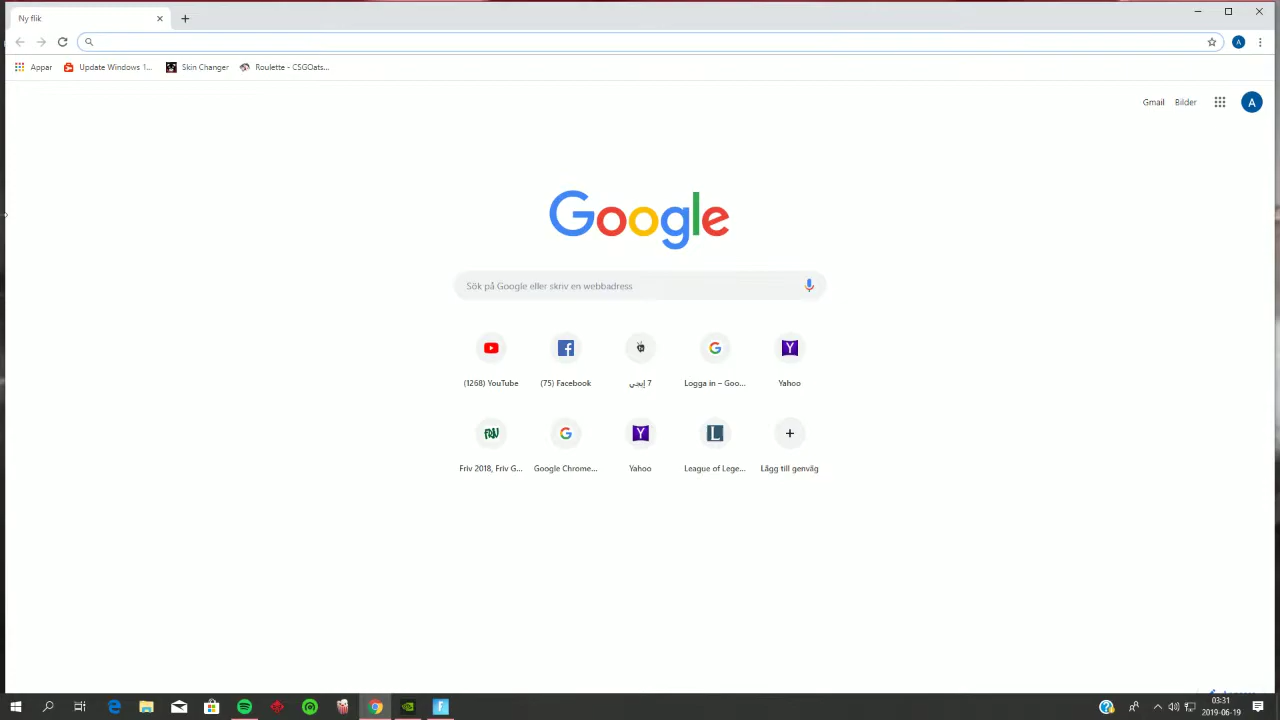 Ny flik
Appar
Update Windows 1...
Skin Changer
Roulette - CSGOats...
Gmail
Bilder
A
A
Google
Sök på Google eller skriv en webbadress
(1268) YouTube
(75) Facebook
7 إيجي
Logga in – Goo...
Yahoo
Friv 2018, Friv G...
Google Chrome...
Yahoo
League of Lege...
Lägg till genväg
03:31
2019-06-19